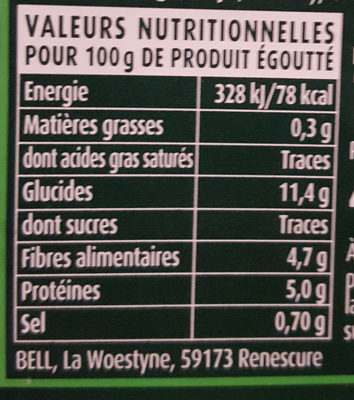 VALEURS NUTRITIONNELLES
POUR 100g DE PRODUIT ÉGOUTTÉ
Energie 328 kJ/78 kcal
Matières grasses 0,3 g
dont acides gras saturés Traces
Glucides 11,4 g
dont sucres Traces
Fibres alimentaires 4,7 g
Protéines 5,0 g
Sel 0,70 g
BELL, La Woestyne, 59173 Renescure